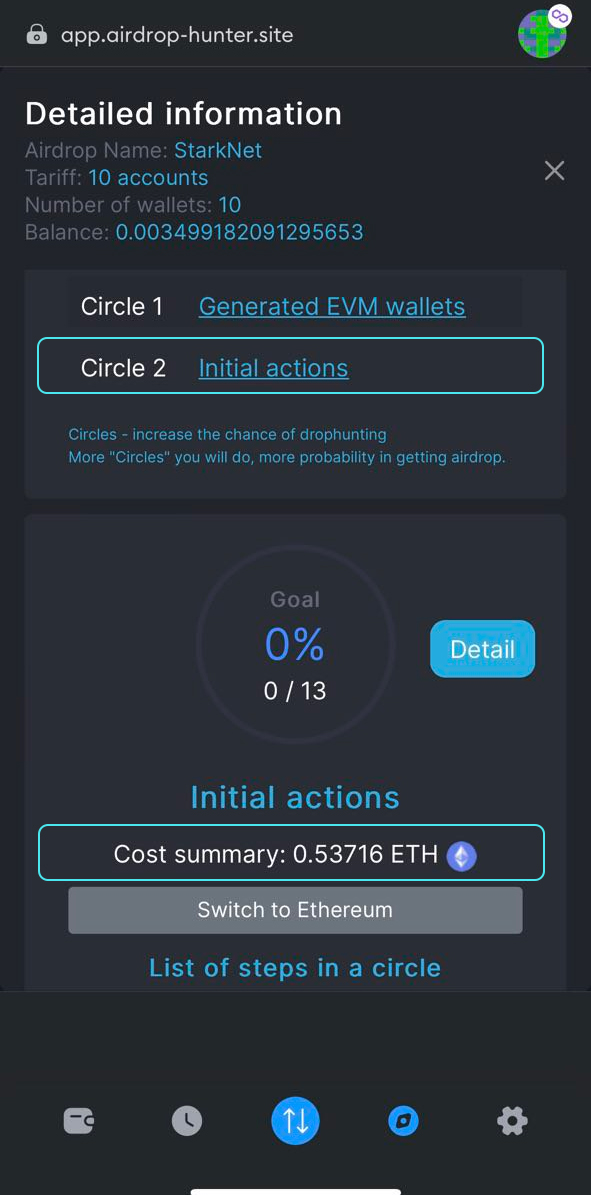 app.airdrop-hunter.site
Detailed information
Airdrop Name: StarkNet
Tariff: 10 accounts
Number of wallets: 10
Balance: 0.003499182091295653
Circle 1 Generated EVM wallets
Circle 2 Initial actions
Circles - increase the chance of drophunting
More "Circles" you will do, more probability in getting airdrop.
Goal
0%
0 / 13
Detail
Initial actions
Cost summary: 0.53716 ETH
Switch to Ethereum
List of steps in a circle